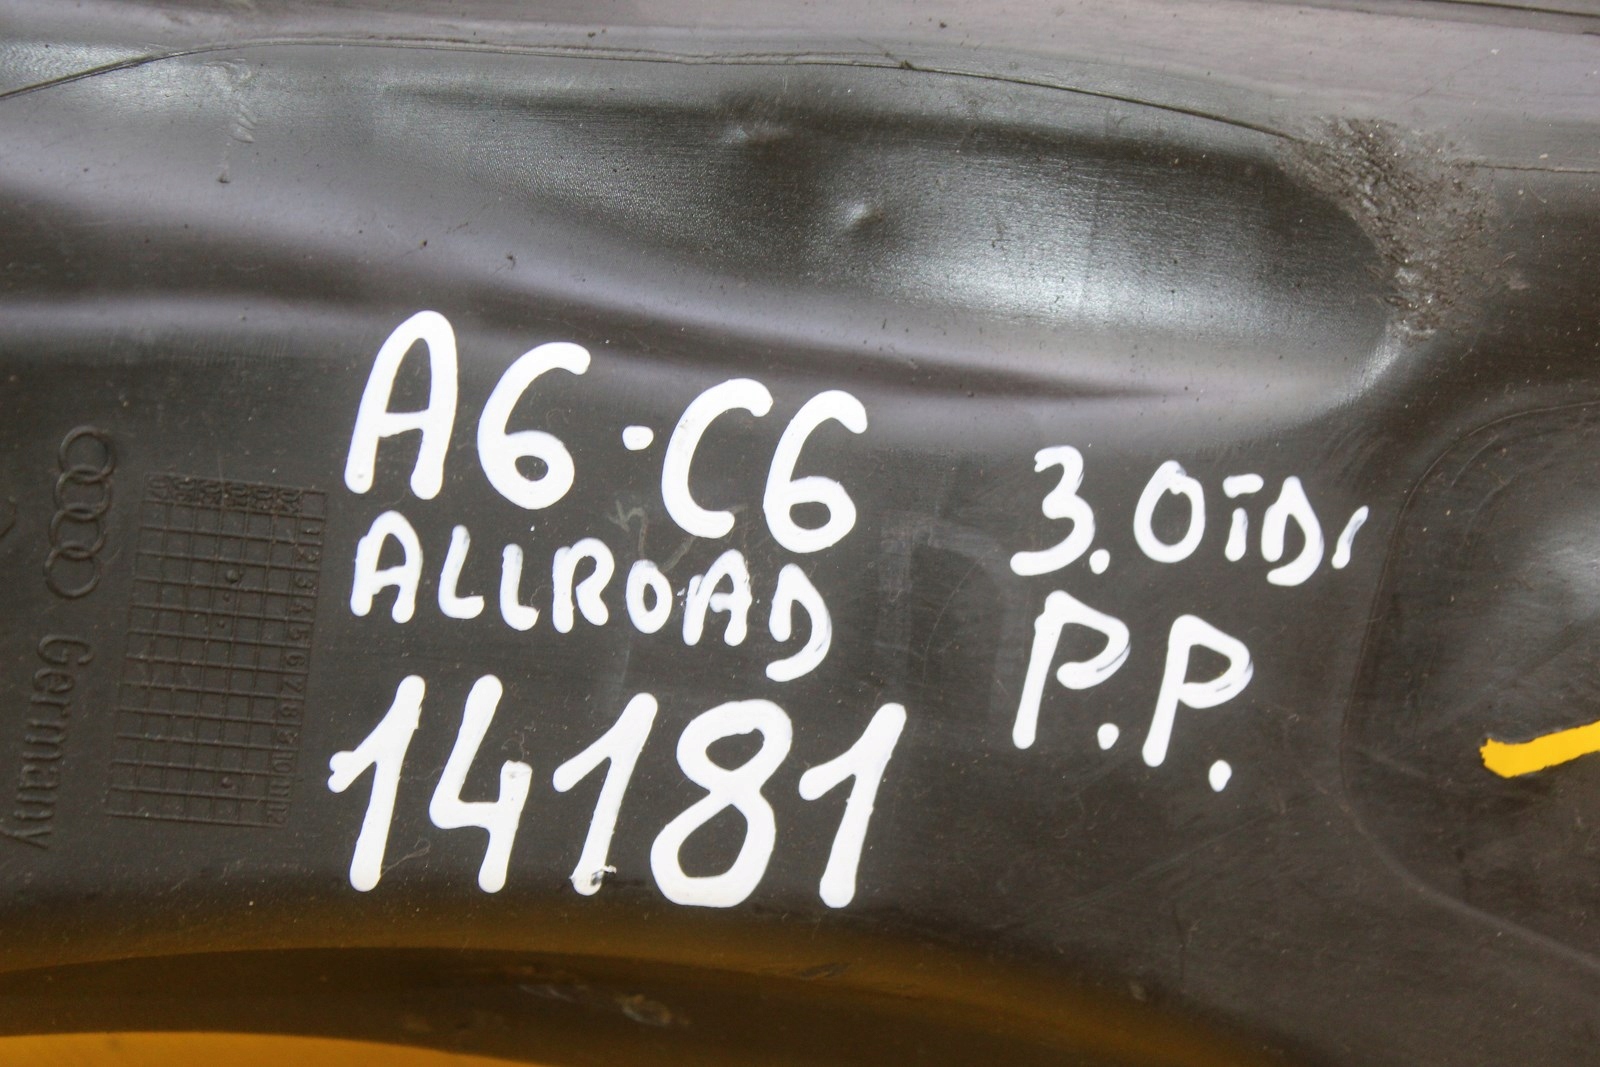 A6·C6
ALLROAD
14181
3.0TDI
P.P.
Germany